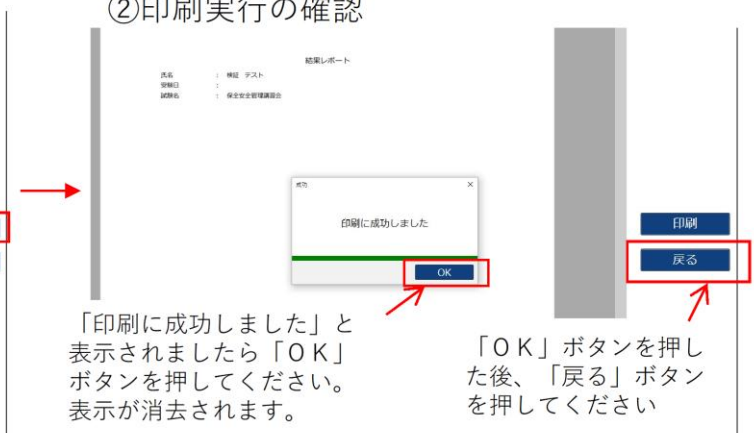 ②印刷実行の確認
結果レポート
氏名 : 検証 テスト
受験日 :
試験名 : 保全安全管理講習会
成功
印刷に成功しました
OK
印刷
戻る
「印刷に成功しました」と
表示されましたら「ＯＫ」
ボタンを押してください。
表示が消去されます。
「ＯＫ」ボタンを押し
た後、「戻る」ボタン
を押してください